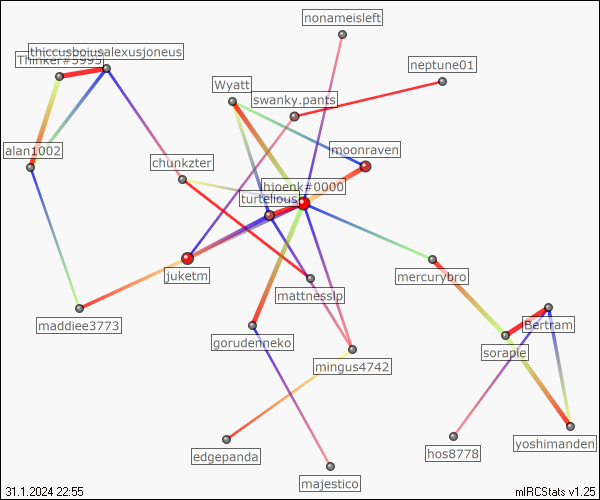 nonameisleft
thiccusboiusalexusjoneus
Thinker#5995
neptune01
Wyatt
swanky.pants
alan1002
moonraven
chunkzter
hjoenk#0000
turtelious
juketm
mercurybro
mattnesslp
maddiee3773
Bertram
gorudenneko
sorapie
mingus4742
yoshimanden
edgepanda
hos8778
majestico
31.1.2024 22:55
mIRCStats v1.25